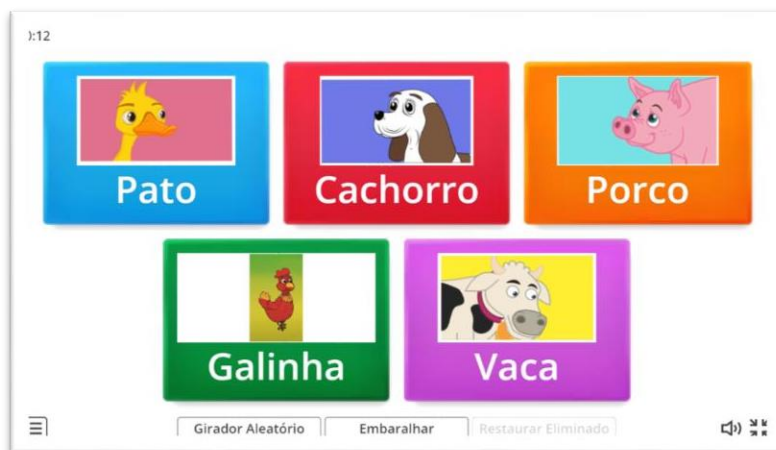 ):12
Pato
Cachorro
Porco
Galinha
Vaca
Girador Aleatório
Embaralhar
Restaurar Eliminado